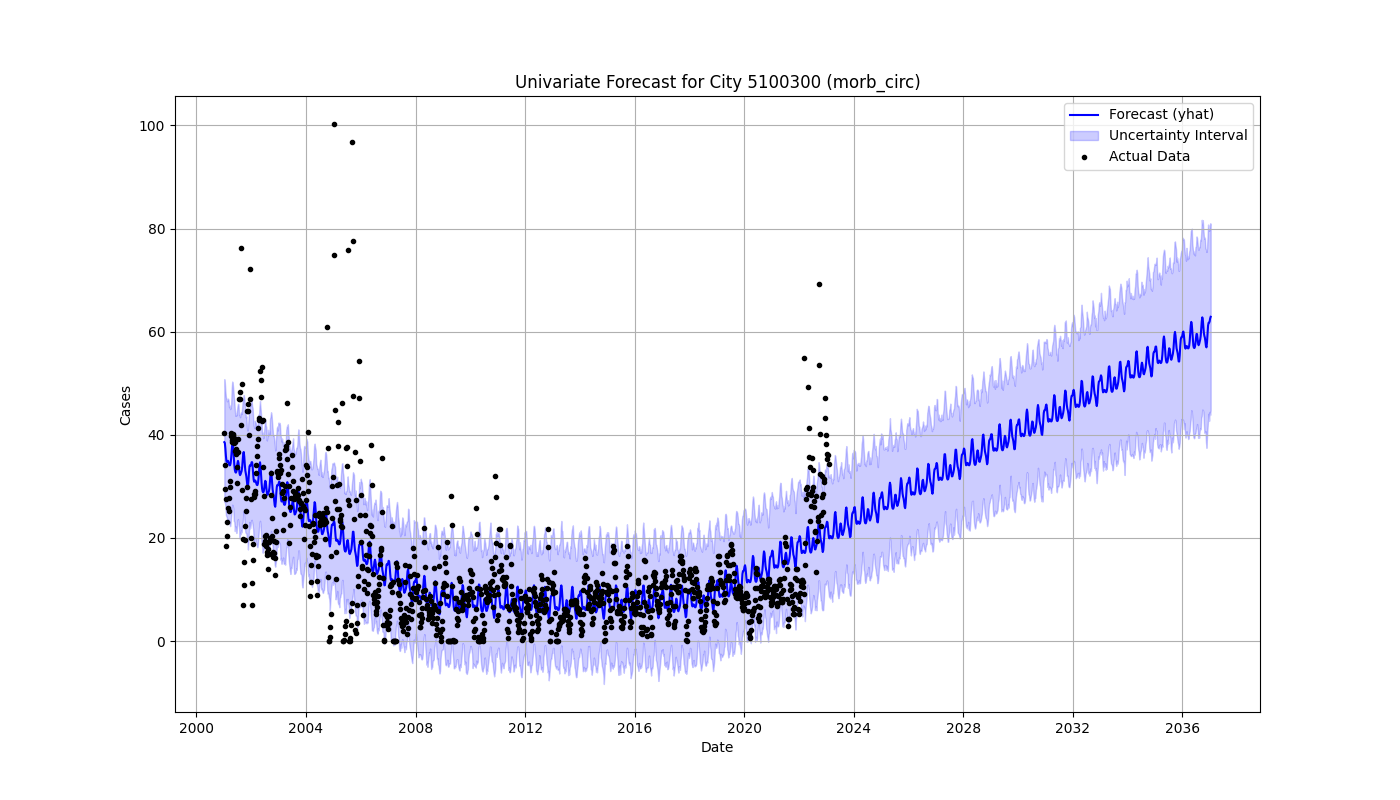 Univariate Forecast for City 5100300 (morb_circ)
Forecast (yhat)
Uncertainty Interval
Actual Data
Cases
100
80
60
40
20
0
2000 2004 2008 2012 2016 2020 2024 2028 2032 2036
Date